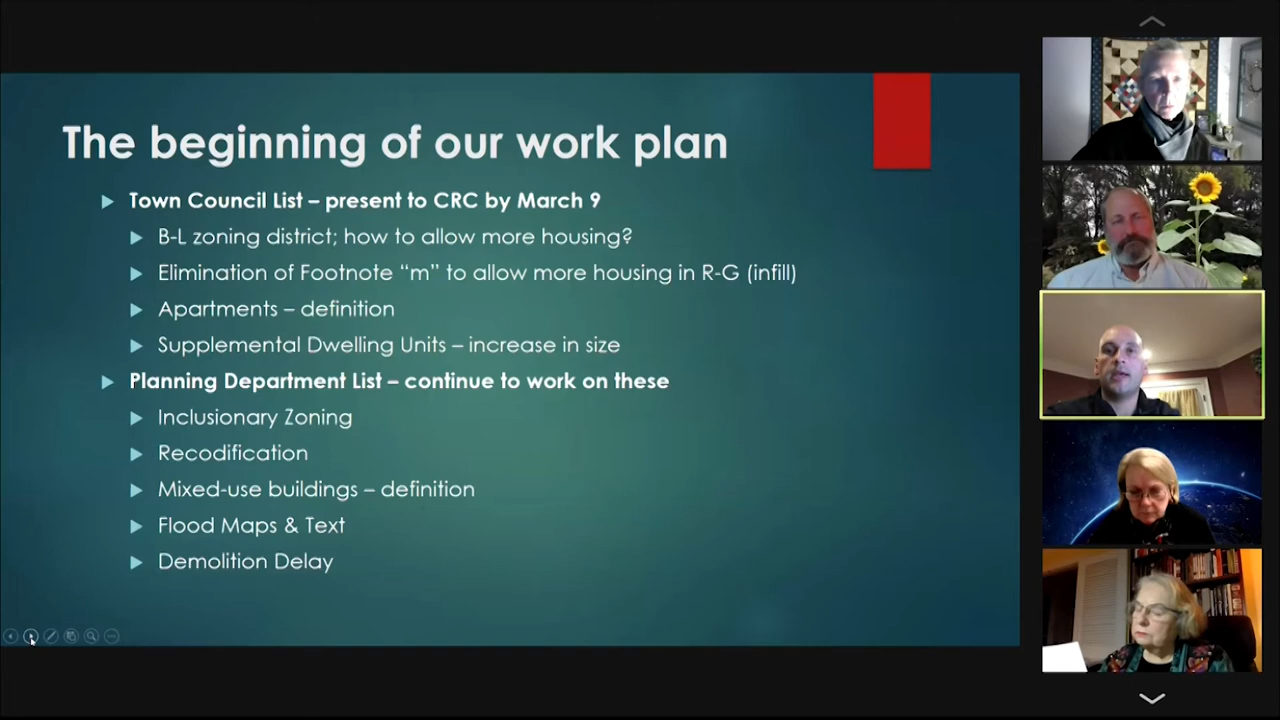 The beginning of our work plan
Town Council List – present to CRC by March 9
B-L zoning district; how to allow more housing?
Elimination of Footnote “m” to allow more housing in R-G (infill)
Apartments – definition
Supplemental Dwelling Units – increase in size
Planning Department List – continue to work on these
Inclusionary Zoning
Recodification
Mixed-use buildings – definition
Flood Maps & Text
Demolition Delay